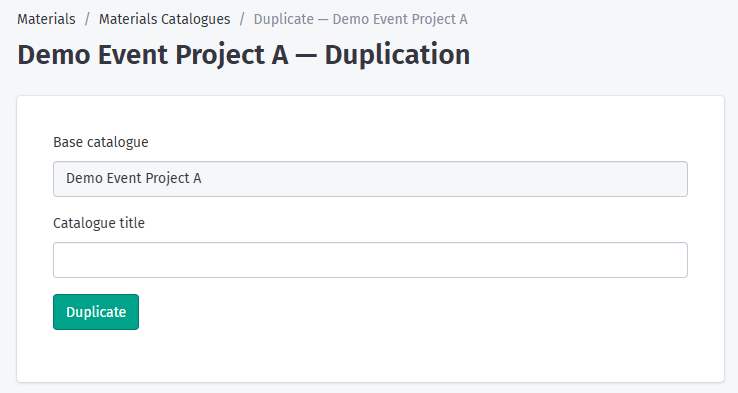 Materials / Materials Catalogues / Duplicate — Demo Event Project A
Demo Event Project A — Duplication
Base catalogue
Demo Event Project A
Catalogue title
Duplicate